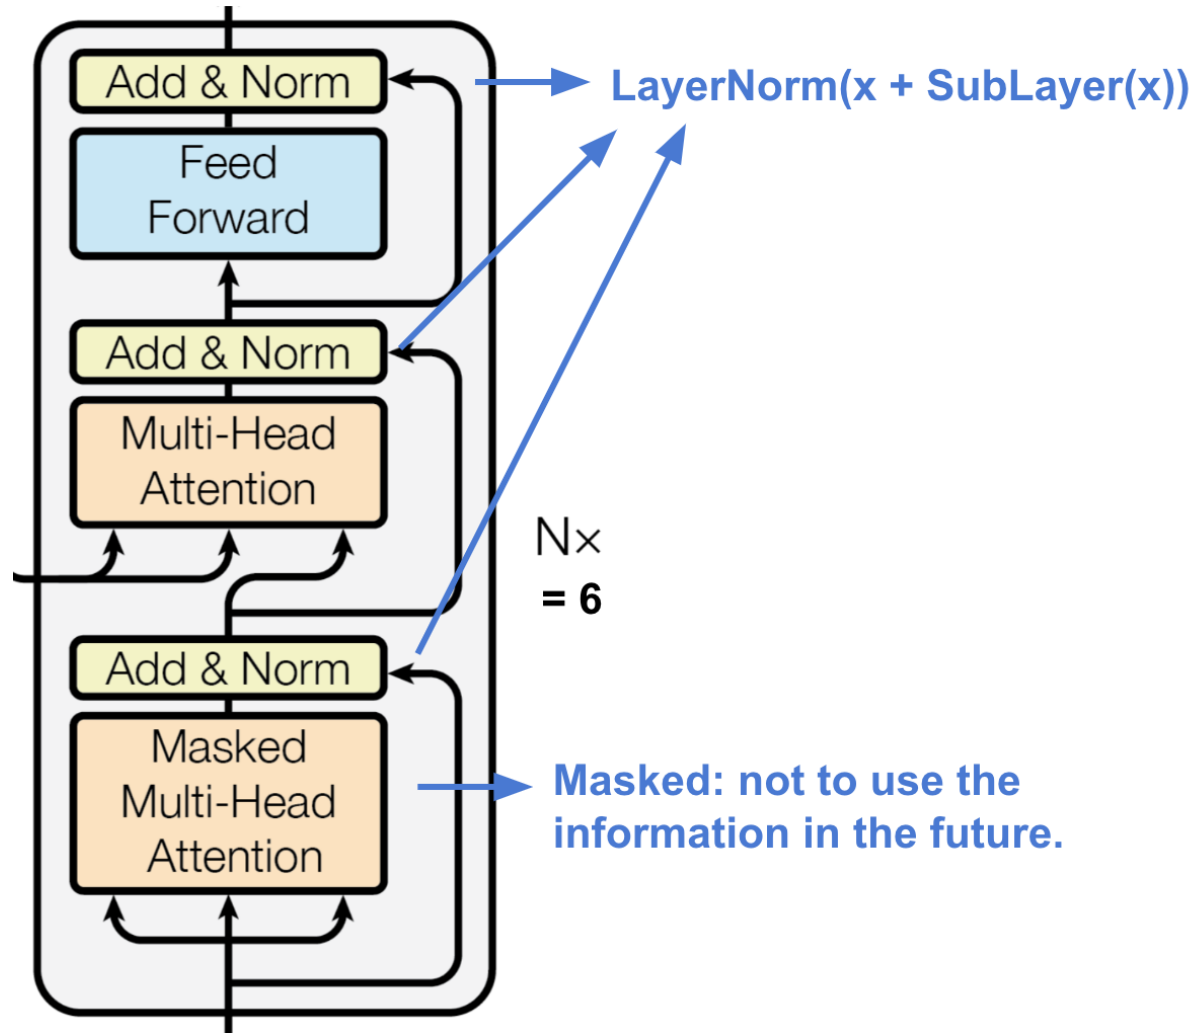 Add & Norm
LayerNorm(x + SubLayer(x))
Feed
Forward
Add & Norm
Multi-Head
Attention
N×
= 6
Add & Norm
Masked
Multi-Head
Attention
Masked: not to use the
information in the future.